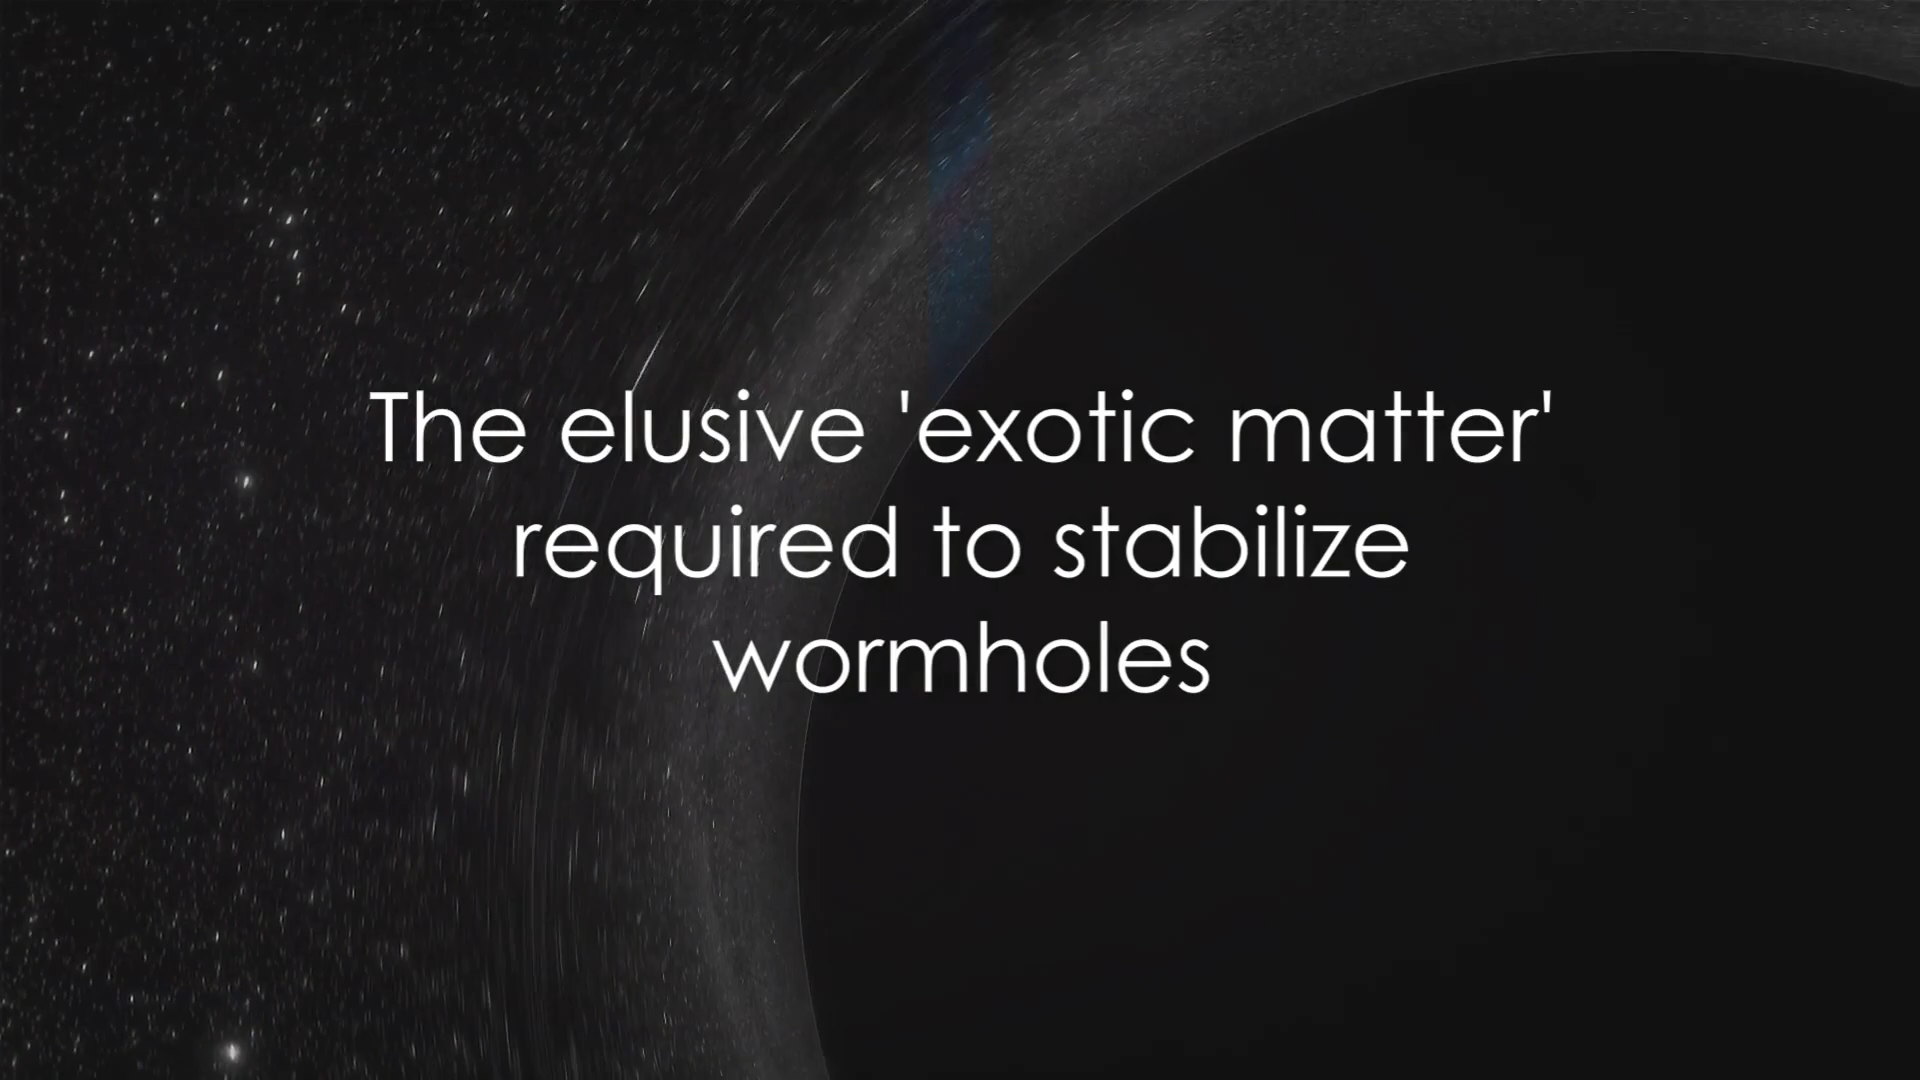 The elusive 'exotic matter'
required to stabilize
wormholes